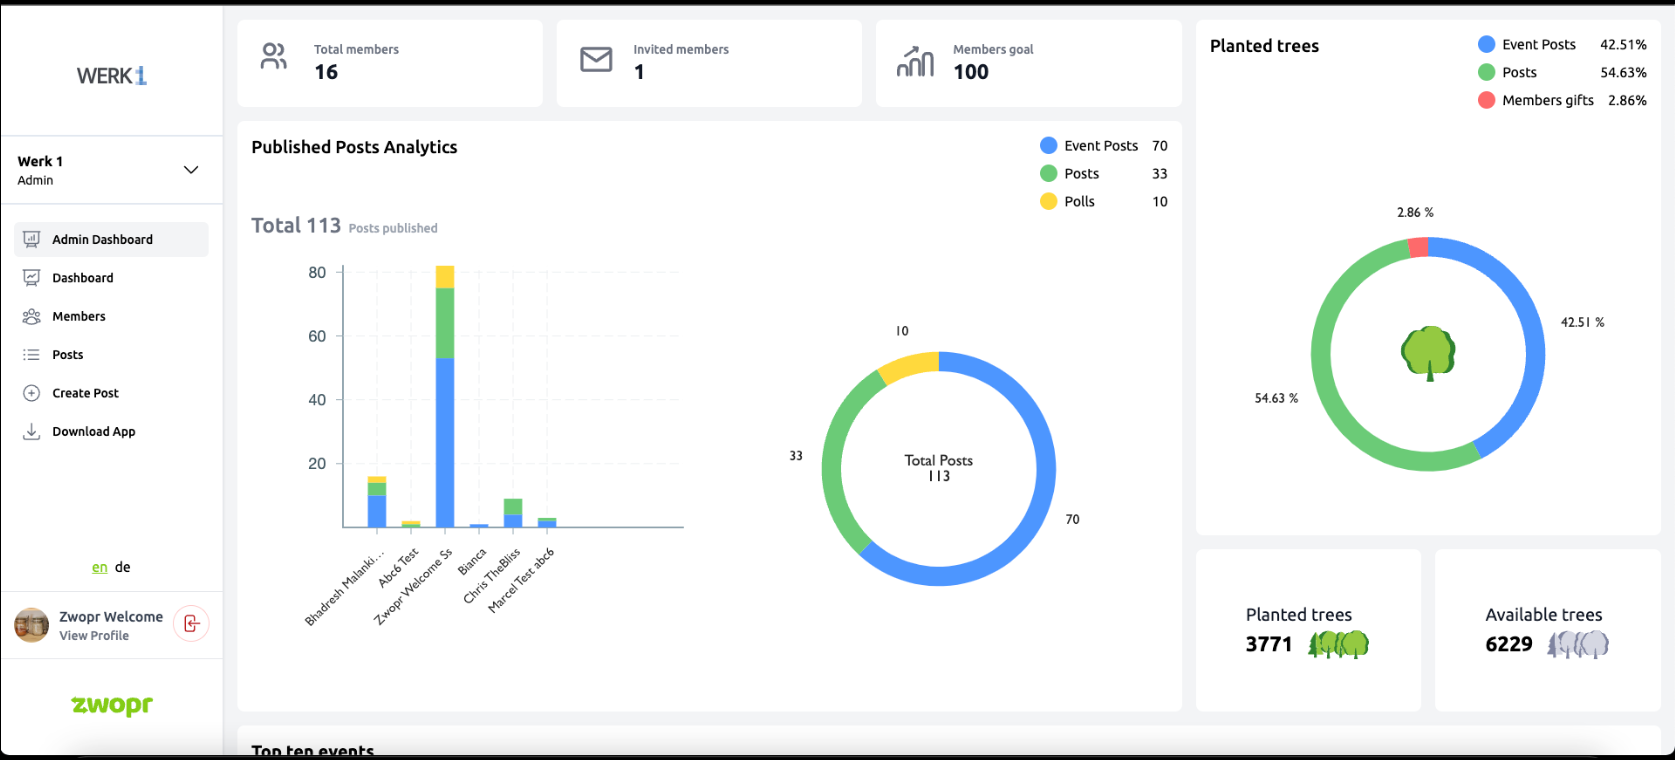 WERK1
Werk 1
Admin
Admin Dashboard
Dashboard
Members
Posts
Create Post
Download App
en de
Zwopr Welcome
View Profile
zwopr
Total members
16
Invited members
1
Members goal
100
Published Posts Analytics
Event Posts 70
Posts 33
Polls 10
Total 113 Posts published
80
60
40
20
Bhadresh Malanki...
Abc6 Test
Zwopr Welcome Ss
Bianca
Chris TheBliss
Marcel Test abc6
10
33
Total Posts
113
70
Planted trees
Event Posts 42.51%
Posts 54.63%
Members gifts 2.86%
2.86 %
42.51 %
54.63 %
Planted trees
3771
Available trees
6229
Top ten events